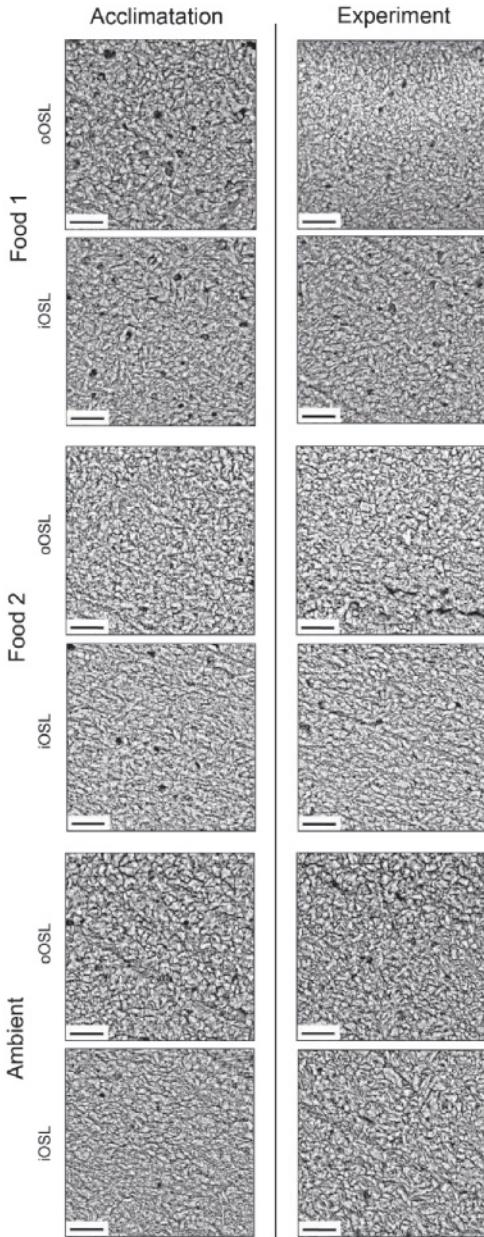 Acclimatation
Experiment
Food 1
oOSL
iOSL
Food 2
oOSL
iOSL
Ambient
oOSL
iOSL